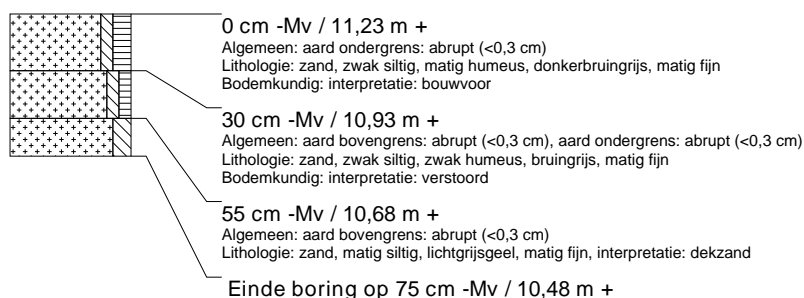 0 cm -Mv / 11,23 m +
Algemeen: aard ondergrens: abrupt (<0,3 cm)
Lithologie: zand, zwak siltig, matig humeus, donkerbruingrijs, matig fijn
Bodemkundig: interpretatie: bouwvoor
30 cm -Mv / 10,93 m +
Algemeen: aard bovengrens: abrupt (<0,3 cm), aard ondergrens: abrupt (<0,3 cm)
Lithologie: zand, zwak siltig, zwak humeus, bruingrijs, matig fijn
Bodemkundig: interpretatie: verstoord
55 cm -Mv / 10,68 m +
Algemeen: aard bovengrens: abrupt (<0,3 cm)
Lithologie: zand, matig siltig, lichtgrijsgeel, matig fijn, interpretatie: dekzand
Einde boring op 75 cm -Mv / 10,48 m +